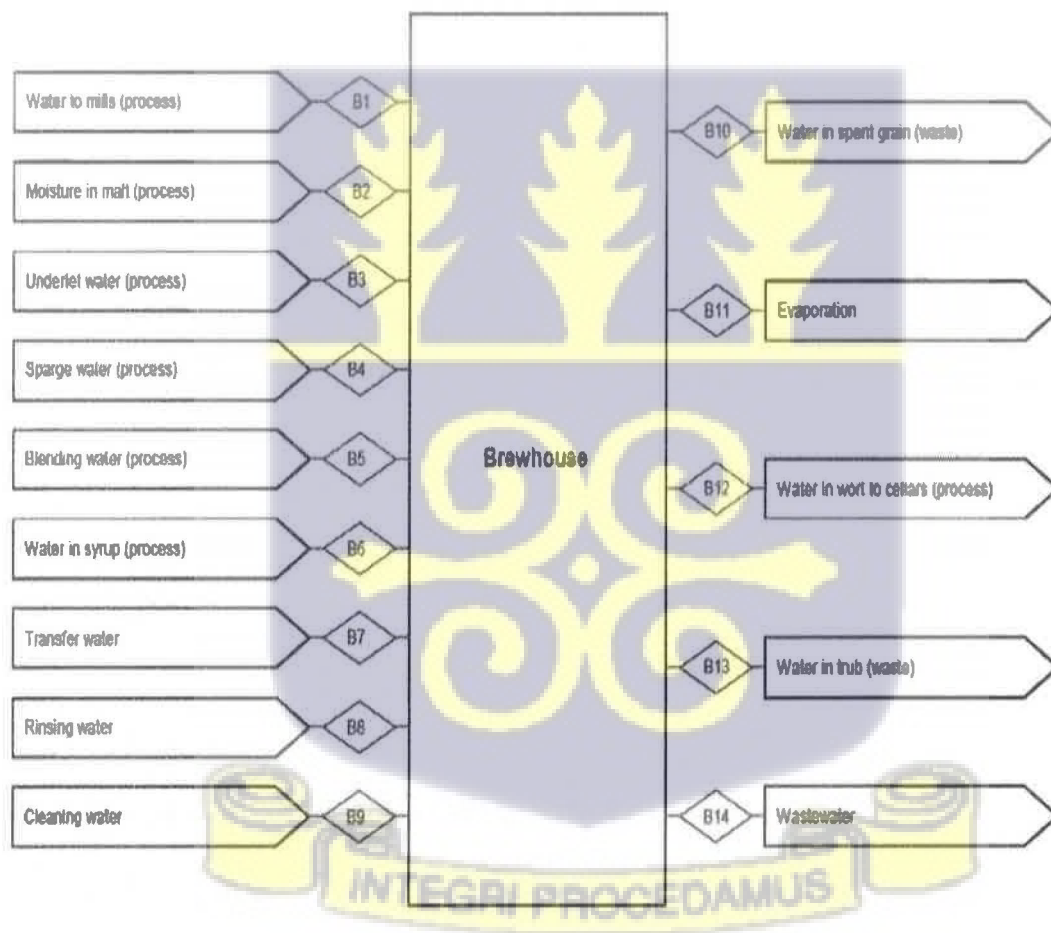 Water to mills (process)
B1
Moisture in malt (process)
B2
Underlet water (process)
B3
Sparge water (process)
B4
Blending water (process)
B5
Water in syrup (process)
B6
Transfer water
B7
Rinsing water
B8
Cleaning water
B9
Brewhouse
B10
Water in spent grain (waste)
B11
Evaporation
B12
Water in wort to cellars (process)
B13
Water in trub (waste)
B14
Wastewater
INTEGRI PROCEDAMUS